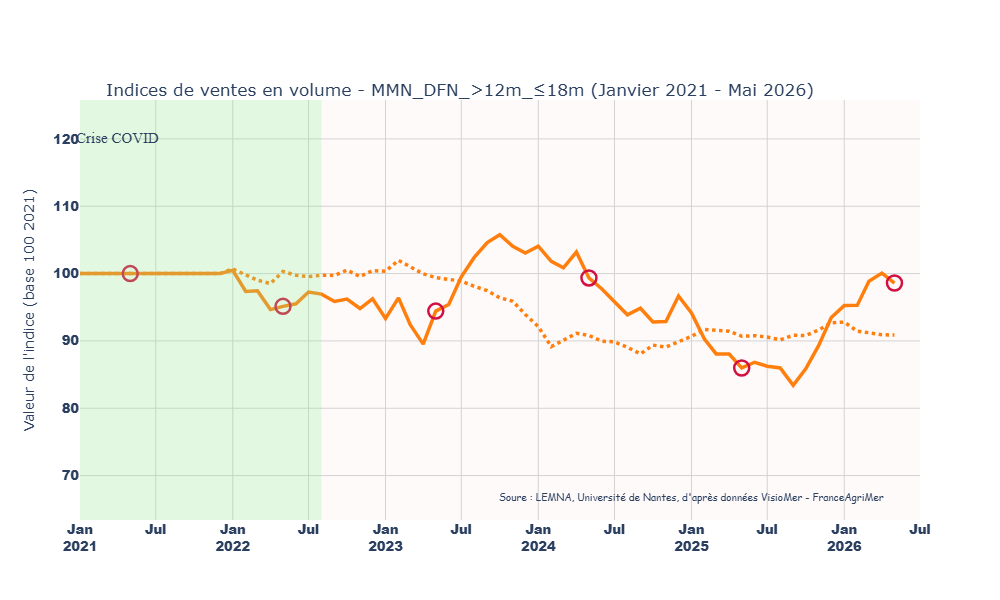 Indices de ventes en volume - MMN_DFN_>12m_≤18m (Janvier 2021 - Mai 2026)
Valeur de l'indice (base 100 2021)
120
Crise COVID
110
100
90
80
70
Soure : LEMNA, Université de Nantes, d'après données VisioMer - FranceAgriMer
Jan Jul Jan Jul Jan Jul Jan Jul Jan Jul Jan Jul
2021 2022 2023 2024 2025 2026